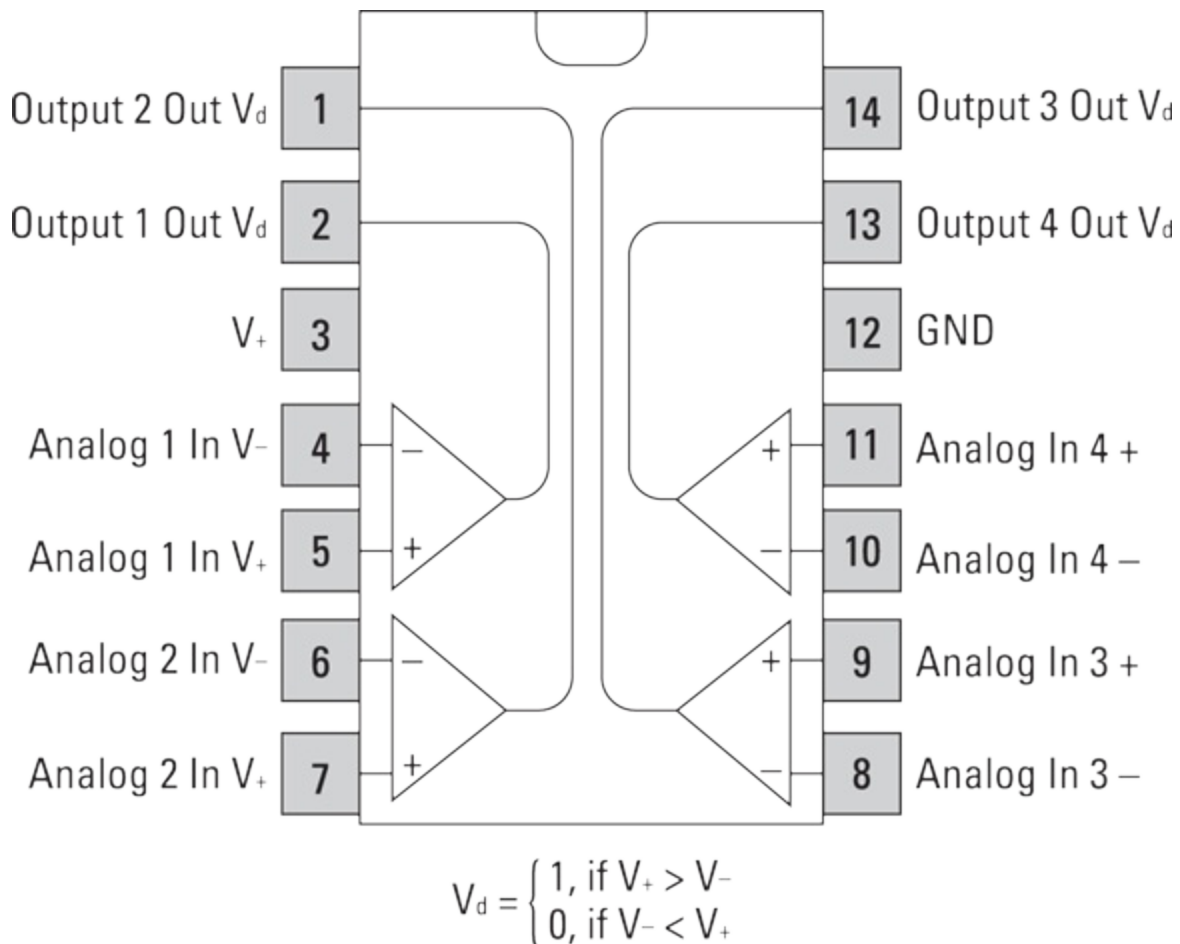 Output 2 Out Vd 1
Output 1 Out Vd 2
V+ 3
Analog 1 In V– 4
Analog 1 In V+ 5
Analog 2 In V– 6
Analog 2 In V+ 7
14 Output 3 Out Vd
13 Output 4 Out Vd
12 GND
11 Analog In 4 +
10 Analog In 4 –
9 Analog In 3 +
8 Analog In 3 –
–
+
–
+
+
–
+
–
Vd = { 1, if V+ > V–
0, if V– < V+